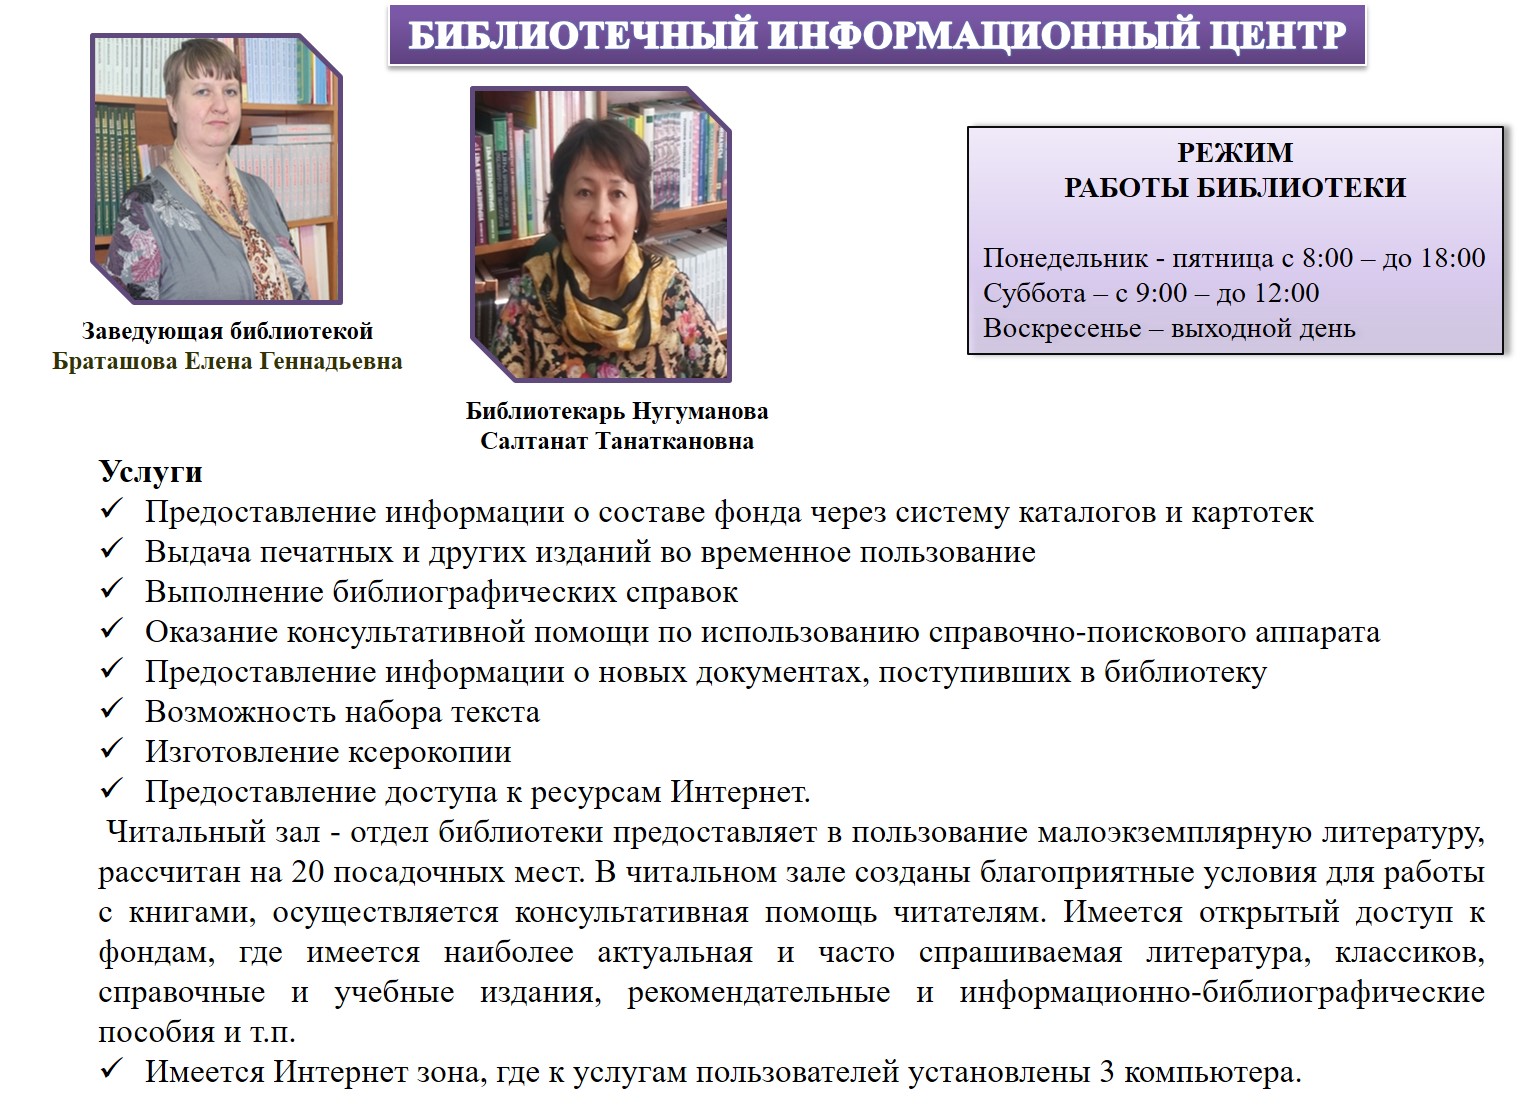 БИБЛИОТЕЧНЫЙ ИНФОРМАЦИОННЫЙ ЦЕНТР
Заведующая библиотекой
Браташова Елена Геннадьевна
Библиотекарь Нугуманова
Салтанат Танаткановна
РЕЖИМ
РАБОТЫ БИБЛИОТЕКИ
Понедельник - пятница с 8:00 – до 18:00
Суббота – с 9:00 – до 12:00
Воскресенье – выходной день
Услуги
✓ Предоставление информации о составе фонда через систему каталогов и картотек
✓ Выдача печатных и других изданий во временное пользование
✓ Выполнение библиографических справок
✓ Оказание консультативной помощи по использованию справочно-поискового аппарата
✓ Предоставление информации о новых документах, поступивших в библиотеку
✓ Возможность набора текста
✓ Изготовление ксерокопии
✓ Предоставление доступа к ресурсам Интернет.
Читальный зал - отдел библиотеки предоставляет в пользование малоэкземплярную литературу,
рассчитан на 20 посадочных мест. В читальном зале созданы благоприятные условия для работы
с книгами, осуществляется консультативная помощь читателям. Имеется открытый доступ к
фондам, где имеется наиболее актуальная и часто спрашиваемая литература, классиков,
справочные и учебные издания, рекомендательные и информационно-библиографические
пособия и т.п.
✓ Имеется Интернет зона, где к услугам пользователей установлены 3 компьютера.